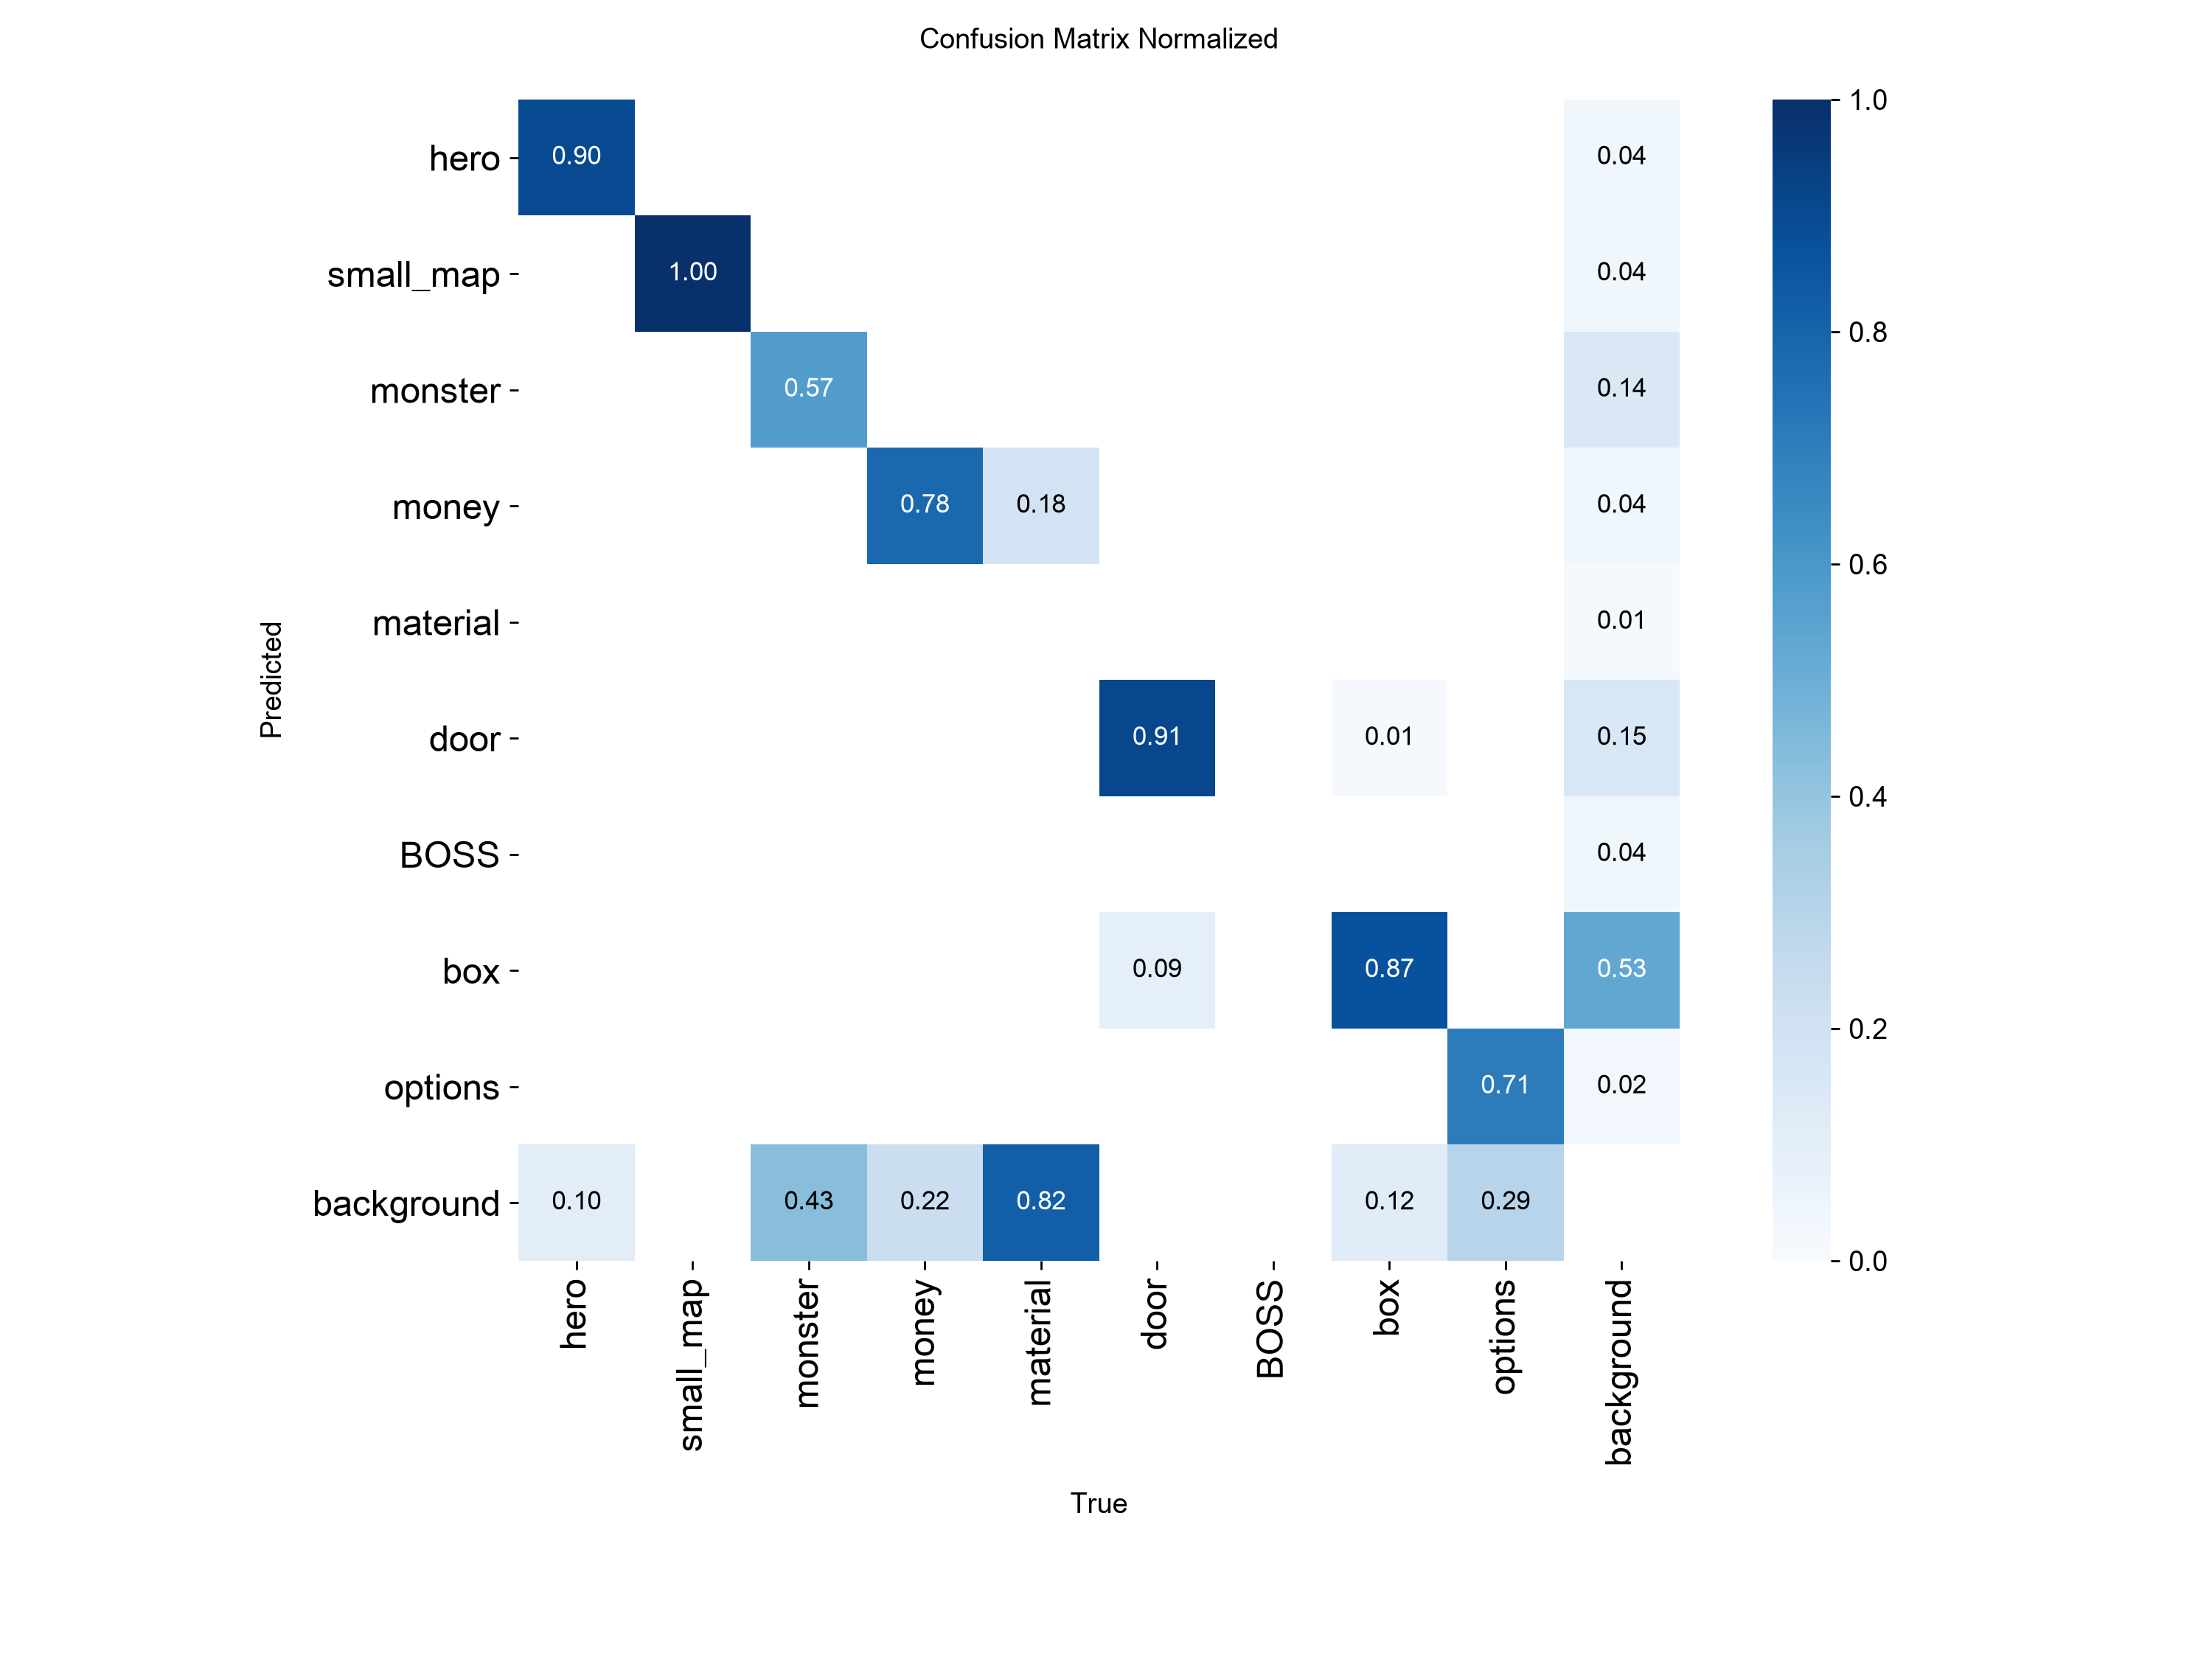 Confusion Matrix Normalized
hero
0.90
0.04
1.0
small_map
1.00
0.04
0.8
monster
0.57
0.14
money
0.78
0.18
0.04
0.6
material
0.01
Predicted
door
0.91
0.01
0.15
0.4
BOSS
0.04
box
0.09
0.87
0.53
0.2
options
0.71
0.02
background
0.10
0.43
0.22
0.82
0.12
0.29
0.0
hero
small_map
monster
money
material
door
BOSS
box
options
background
True